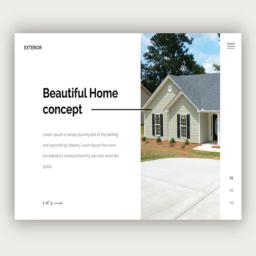 EXTERIOR
Beautiful Home
concept
Lorem Ipsum is simply dummy text of the printing
and typesetting industry. Lorem Ipsum has been
the industry's standard dummy text ever since the
1 of 3
01
02
03